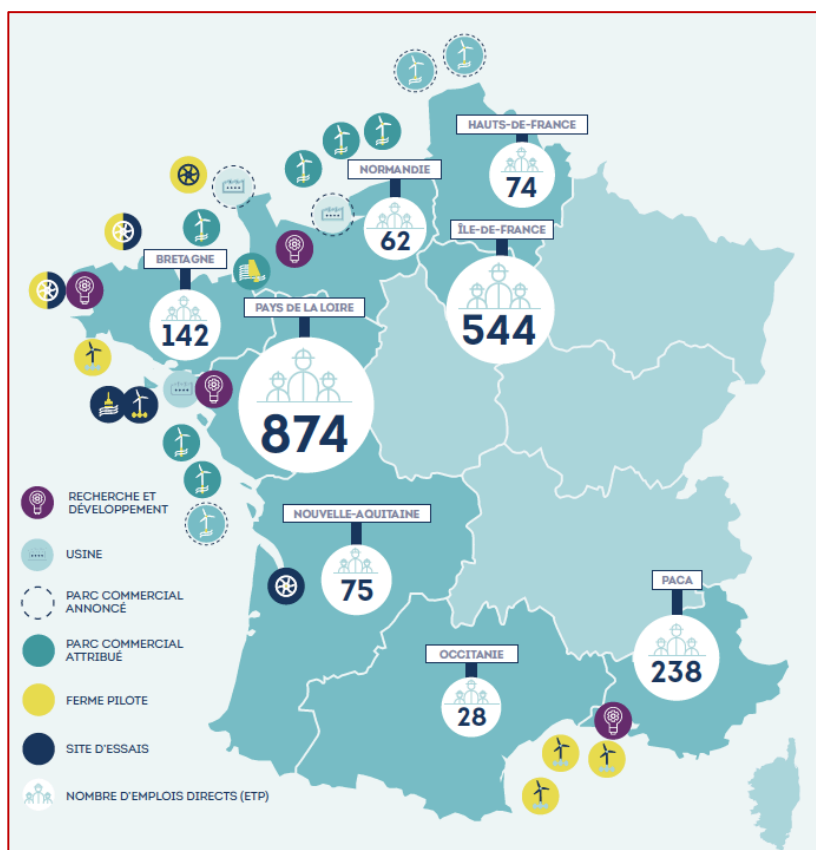 HAUTS-DE-FRANCE
74
NORMANDIE
62
ÎLE-DE-FRANCE
544
BRETAGNE
142
PAYS DE LA LOIRE
874
NOUVELLE-AQUITAINE
75
PACA
238
OCCITANIE
28
RECHERCHE ET
DÉVELOPPEMENT
USINE
PARC COMMERCIAL
ANNONCÉ
PARC COMMERCIAL
ATTRIBUÉ
FERME PILOTE
SITE D'ESSAIS
NOMBRE D'EMPLOIS DIRECTS (ETP)